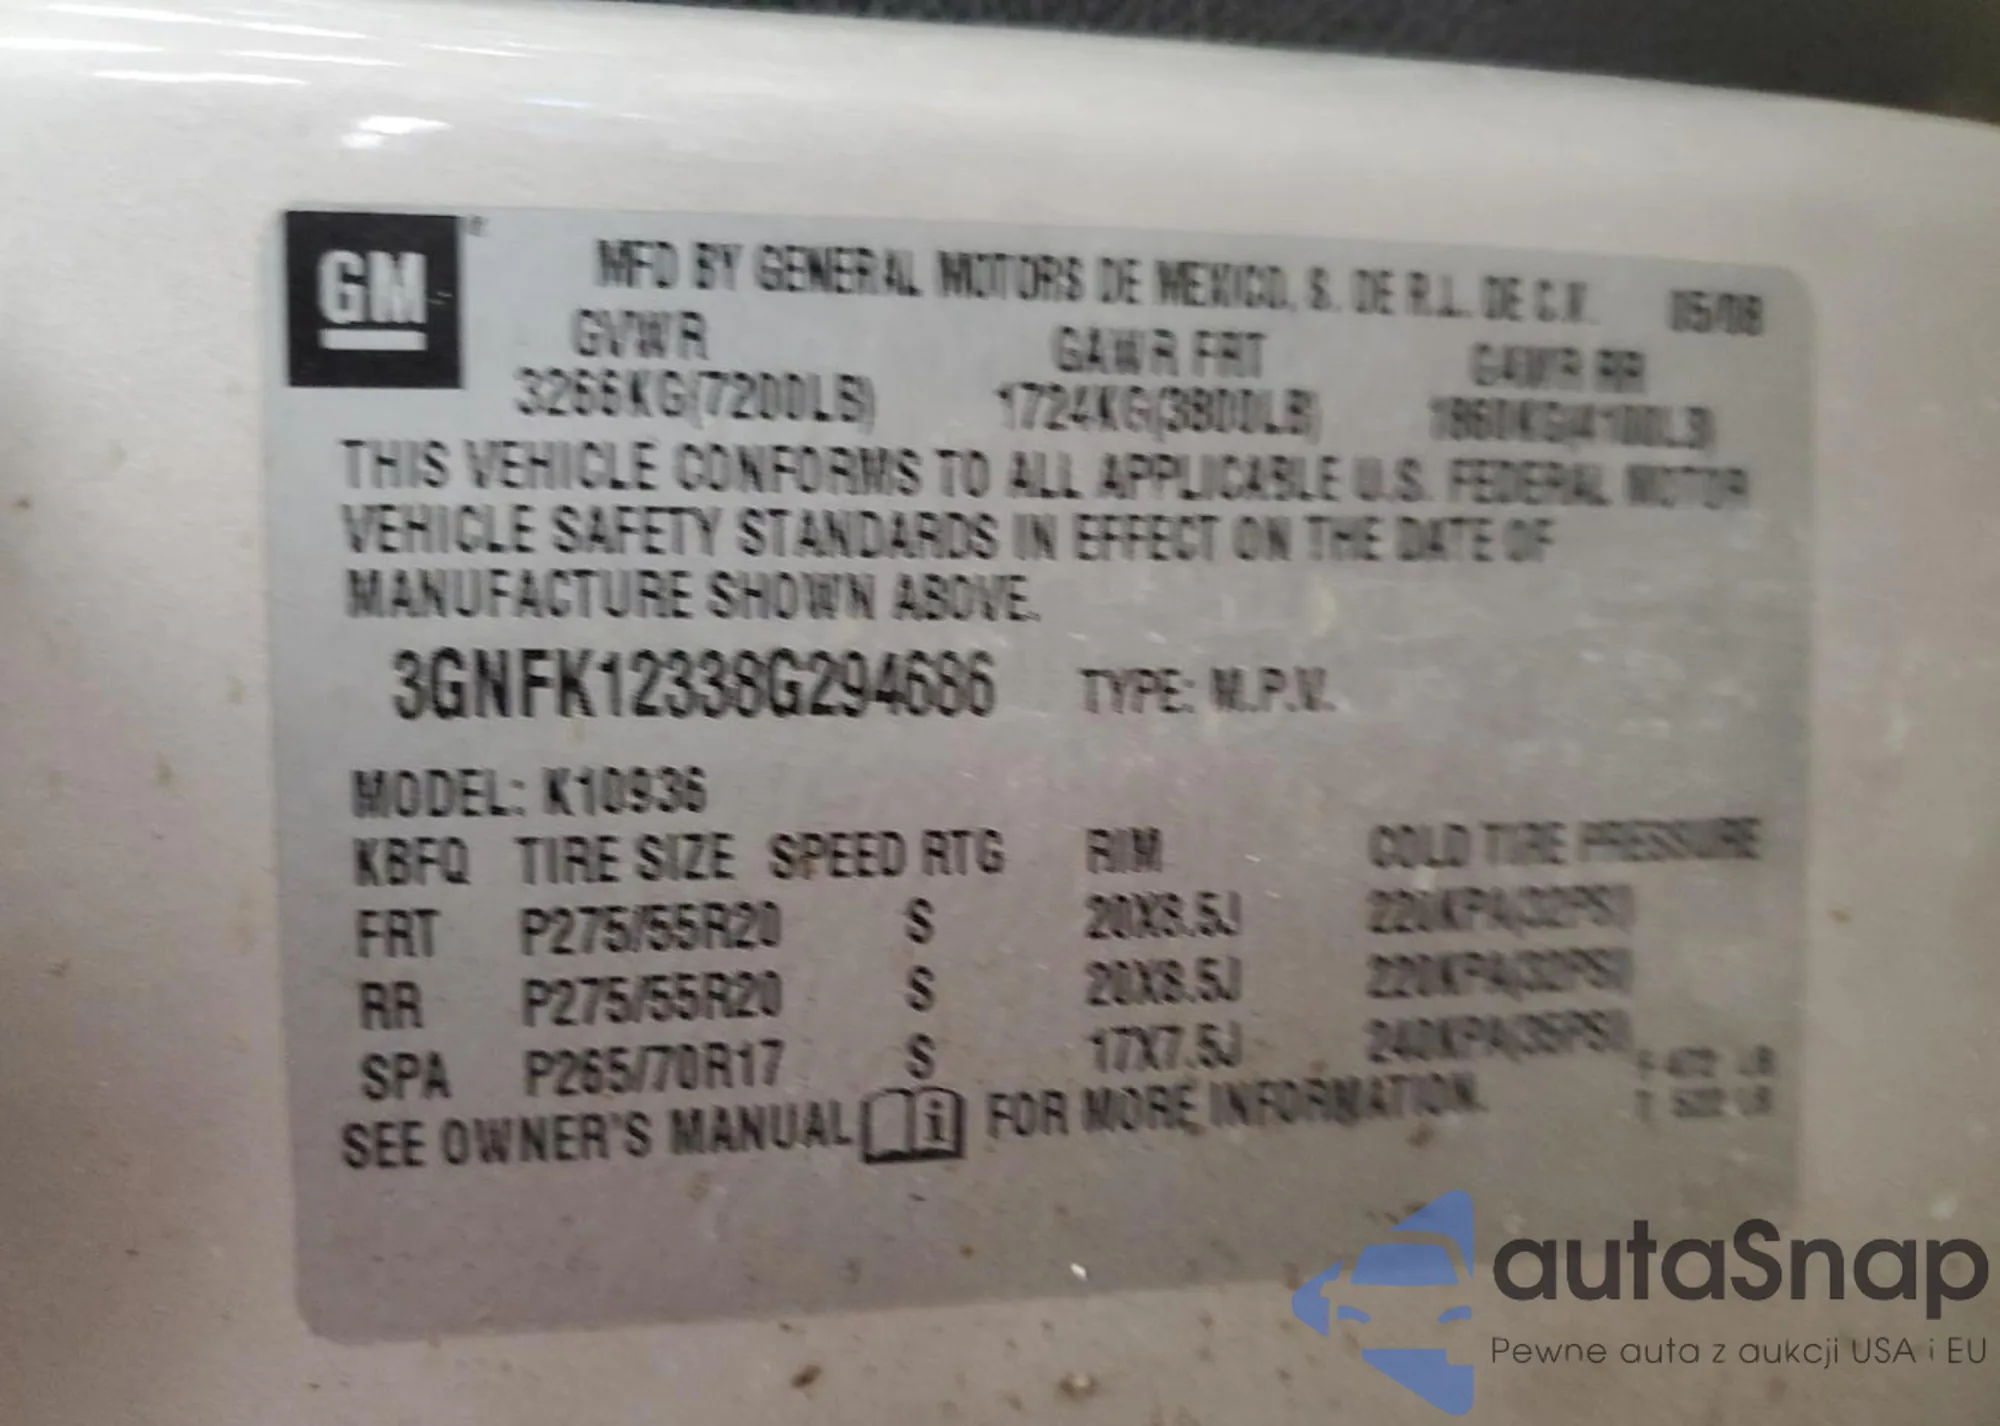 GM
MFD BY GENERAL MOTORS DE MEXICO, S. DE R.L. DE C.V. 05/08
GVWR GAWR FRT GAWR RR
3266KG(7200LB) 1724KG(3800LB) 1860KG(4100LB)
THIS VEHICLE CONFORMS TO ALL APPLICABLE U.S. FEDERAL MOTOR
VEHICLE SAFETY STANDARDS IN EFFECT ON THE DATE OF
MANUFACTURE SHOWN ABOVE.
3GNFK12338G294686 TYPE: M.P.V.
MODEL: K10936
KBFQ TIRE SIZE SPEED RTG RIM COLD TIRE PRESSURE
FRT P275/55R20 S 20X8.5J 220KPA(32PSI)
RR P275/55R20 S 20X8.5J 220KPA(32PSI)
SPA P265/70R17 S 17X7.5J 240KPA(35PSI)
SEE OWNER'S MANUAL FOR MORE INFORMATION.
autaSnap
Pewne auta z aukcji USA i EU